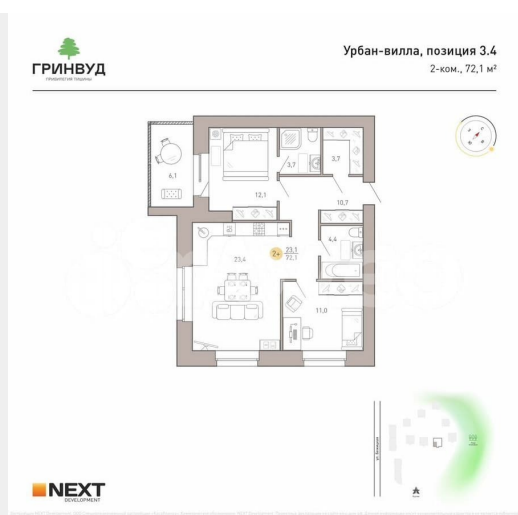 ГРИНВУД
Урбан-вилла, позиция 3.4
2-ком., 72,1 м²
6,1
12,1
3,7
3,7
10,7
4,4
23,4
2+
23,1
72,1
11,0
NEXT
DEVELOPMENT